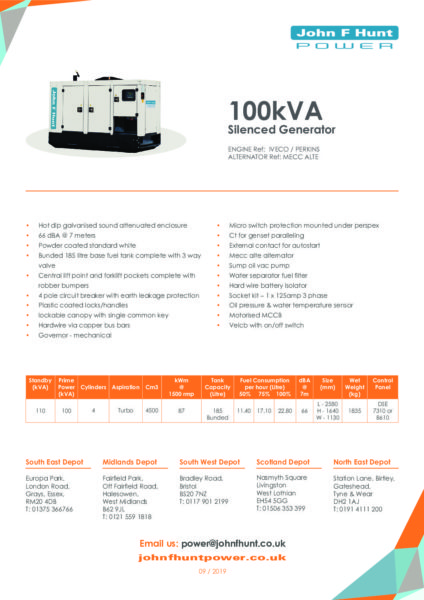 John F Hunt
POWER
John
F
Hunt
100kVA
Silenced Generator
ENGINE Ref: IVECO / PERKINS
ALTERNATOR Ref: MECC ALTE
• Hot dip galvanised sound attenuated enclosure
• 66 dBA @ 7 meters
• Powder coated standard white
• Bunded 185 litre base fuel tank complete with 3 way
valve
• Central lift point and forklift pockets complete with
rubber bumpers
• 4 pole circuit breaker with earth leakage protection
• Plastic coated locks/handles
• lockable canopy with single common key
• Hardwire via copper bus bars
• Governor - mechanical
• Micro switch protection mounted under perspex
• Ct for genset paralleling
• External contact for autostart
• Mecc alte alternator
• Sump oil vac pump
• Water separator fuel filter
• Hard wire battery isolator
• Socket kit – 1 x 125amp 3 phase
• Oil pressure & water temperature sensor
• Motorised MCCB
• Velcb with on/off switch
Standby (kVA) Prime Power (kVA) Cylinders Aspiration Cm3 kWm @ 1500 rmp Tank Capacity (Litre) Fuel Consumption per hour (Litre) 50% 75% 100% dBA @ 7m Size (mm) Wet Weight (kg) Control Panel
110 100 4 Turbo 4500 87 185 Bunded 11.40 17.10 22.80 66 L - 2580 H - 1640 W - 1130 1835 DSE 7310 or 8610
South East Depot
Europa Park,
London Road,
Grays, Essex,
RM20 4DB
T: 01375 366766
Midlands Depot
Fairfield Park,
Off Fairfield Road,
Halesowen,
West Midlands
B62 9JL
T: 0121 559 1818
South West Depot
Bradley Road,
Bristol
BS20 7NZ
T: 0117 901 2199
Scotland Depot
Nasmyth Square
Livingston
West Lothian
EH54 5GG
T: 01506 353 399
North East Depot
Station Lane, Birtley,
Gateshead,
Tyne & Wear
DH2 1AJ
T: 0191 4111 200
Email us: power@johnfhunt.co.uk
johnfhuntpower.co.uk
09 / 2019